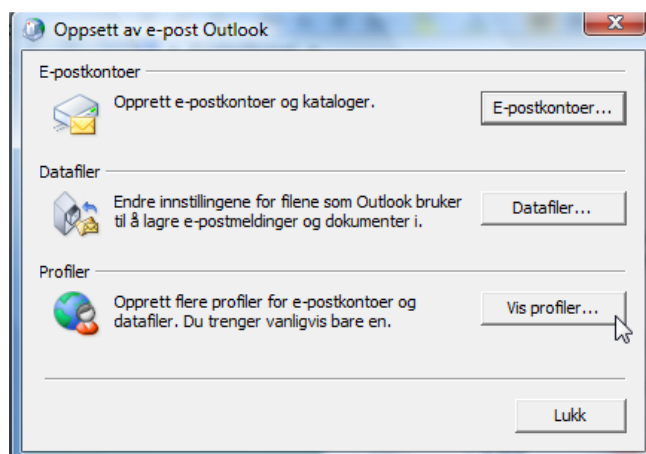 Oppsett av e-post Outlook
E-postkontoer
Opprett e-postkontoer og kataloger.
E-postkontoer...
Datafiler
Endre innstillingene for filene som Outlook bruker
til å lagre e-postmeldinger og dokumenter i.
Datafiler...
Profiler
Opprett flere profiler for e-postkontoer og
datafiler. Du trenger vanligvis bare en.
Vis profiler...
Lukk